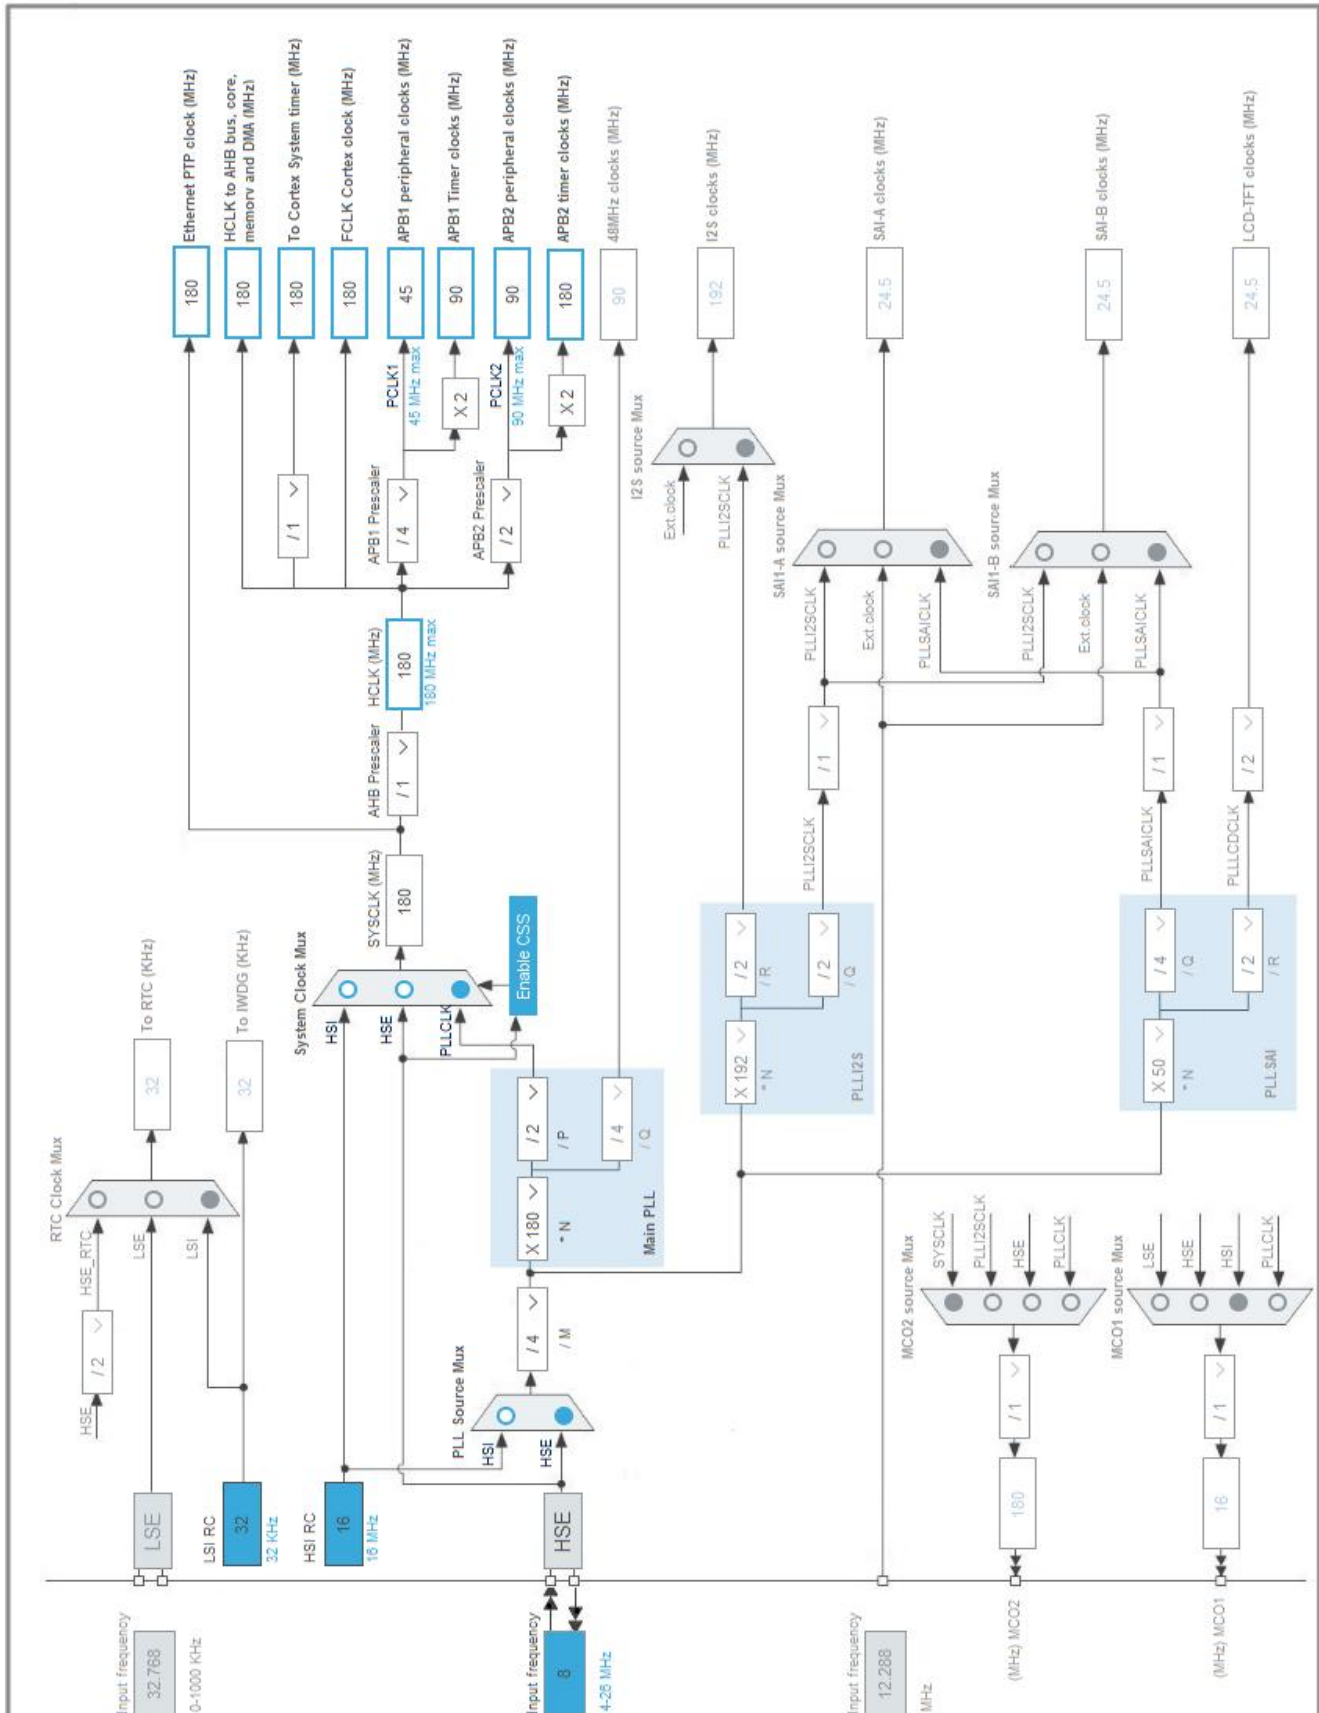 Input frequency
32.768
0-1000 KHz
LSE
HSE
/ 2
HSE_RTC
LSE
LSI
RTC Clock Mux
32
To RTC (KHz)
LSI RC
32
32 KHz
32
To IWDG (KHz)
HSI RC
16
16 MHz
Input frequency
8
4-26 MHz
HSE
PLL Source Mux
HSI
HSE
/ 4
/ M
X 180
* N
/ 2
/ P
/ 4
/ Q
Main PLL
System Clock Mux
HSI
HSE
PLLCLK
Enable CSS
SYSCLK (MHz)
180
AHB Prescaler
/ 1
HCLK (MHz)
180
180 MHz max
/ 1
APB1 Prescaler
/ 4
PCLK1
45 MHz max
X 2
APB2 Prescaler
/ 2
PCLK2
90 MHz max
X 2
180
Ethernet PTP clock (MHz)
180
HCLK to AHB bus, core,
memory and DMA (MHz)
180
To Cortex System timer (MHz)
180
FCLK Cortex clock (MHz)
45
APB1 peripheral clocks (MHz)
90
APB1 Timer clocks (MHz)
90
APB2 peripheral clocks (MHz)
180
APB2 timer clocks (MHz)
90
48MHz clocks (MHz)
X 192
* N
/ 2
/ R
/ 2
/ Q
PLLI2S
I2S source Mux
Ext.clock
PLLI2SCLK
192
I2S clocks (MHz)
PLLI2SCLK
/ 1
SAI1-A source Mux
PLLI2SCLK
Ext.clock
PLLSAICLK
24.5
SAI-A clocks (MHz)
Input frequency
12.288
MHz
SAI1-B source Mux
PLLI2SCLK
Ext.clock
PLLSAICLK
24.5
SAI-B clocks (MHz)
X 50
* N
/ 4
/ Q
/ 2
/ R
PLLSAI
PLLSAICLK
/ 1
PLLLCDCLK
/ 2
24.5
LCD-TFT clocks (MHz)
(MHz) MCO2
180
/ 1
MCO2 source Mux
SYSCLK
PLLI2SCLK
HSE
PLLCLK
(MHz) MCO1
16
/ 1
MCO1 source Mux
LSE
HSE
HSI
PLLCLK